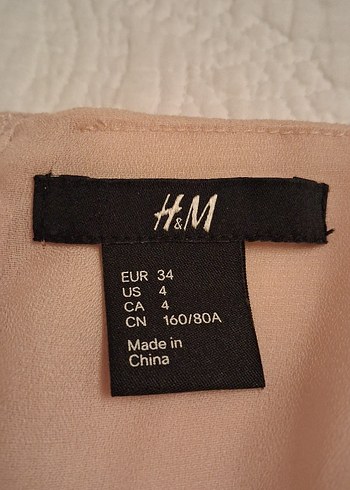 H&M
EUR 34
US 4
CA 4
CN 160/80A
Made in
China